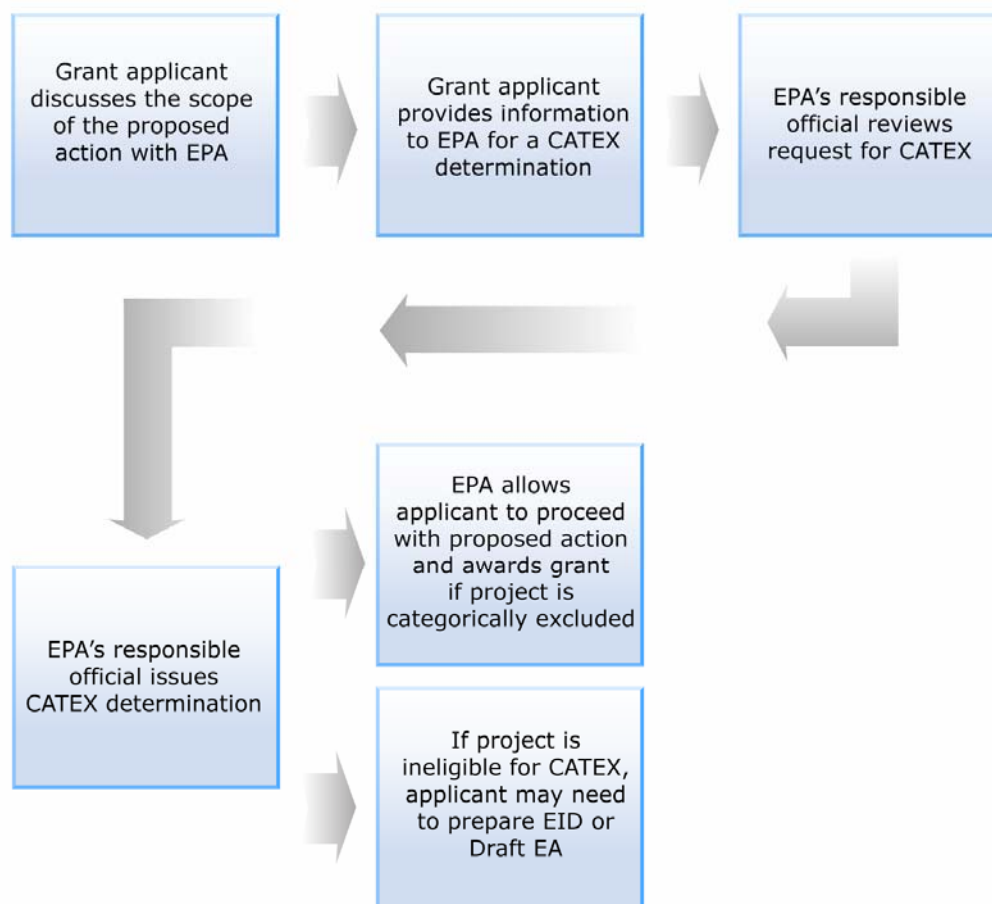 Grant applicant
discusses the scope
of the proposed
action with EPA
Grant applicant
provides information
to EPA for a CATEX
determination
EPA’s responsible
official reviews
request for CATEX
EPA’s responsible
official issues
CATEX determination
EPA allows
applicant to proceed
with proposed action
and awards grant
if project is
categorically excluded
If project is
ineligible for CATEX,
applicant may need
to prepare EID or
Draft EA